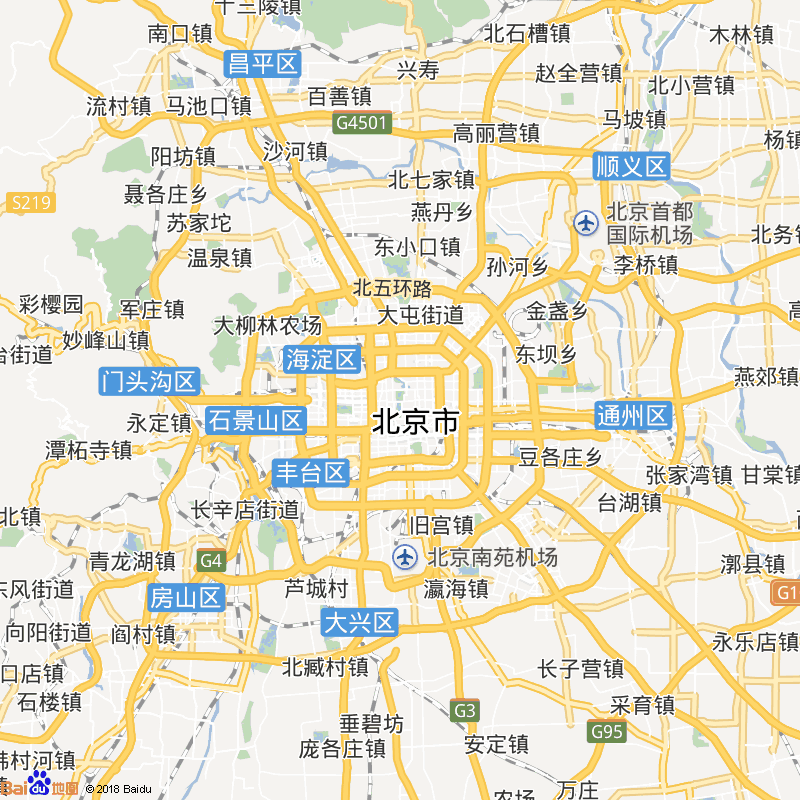 十三陵镇
南口镇
北石槽镇
木林镇
昌平区
兴寿
赵全营镇
北小营镇
流村镇
马池口镇
百善镇
G4501
高丽营镇
马坡镇
杨镇
阳坊镇
沙河镇
顺义区
聂各庄乡
北七家镇
S219
苏家坨
燕丹乡
北京首都
国际机场
北务镇
温泉镇
东小口镇
孙河乡
李桥镇
彩樱园
军庄镇
北五环路
大屯街道
金盏乡
妙峰山镇
大柳林农场
台街道
海淀区
东坝乡
门头沟区
燕郊镇
永定镇
石景山区
北京市
通州区
潭柘寺镇
丰台区
豆各庄乡
张家湾镇
甘棠镇
长辛店街道
台湖镇
北镇
旧宫镇
青龙湖镇
G4
北京南苑机场
漷县
东风街道
芦城村
瀛海镇
G1
房山区
向阳街道
阎村镇
大兴区
永乐店镇
口店镇
北臧村镇
长子营镇
石楼镇
采育镇
垂碧坊
G3
G95
庞各庄镇
安定镇
韩村河镇
Bai du 地图
© 2018 Baidu
农场
万庄